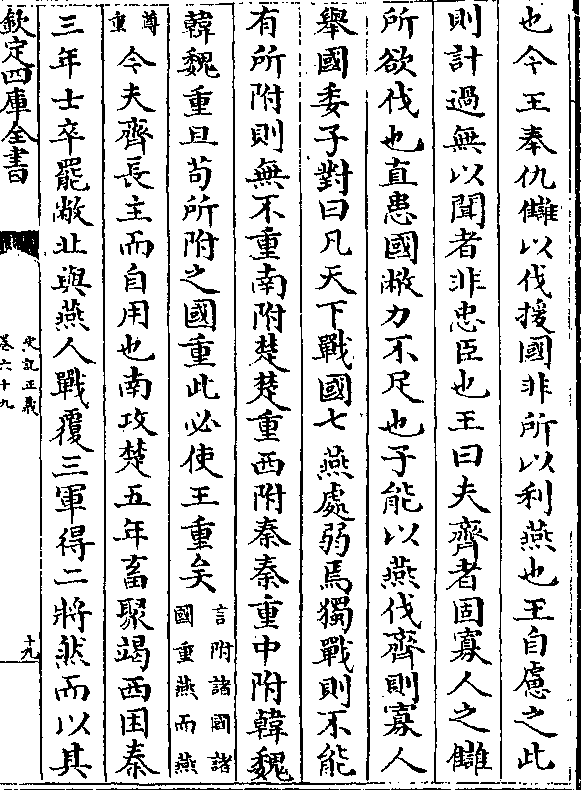 也今王奉仇讎以伐援國非所以利燕也王自慮之此
則計過無以聞者非忠臣也王曰夫齊者固寡人之讎
所欲伐也直患國敝力不足也子能以燕伐齊則寡人
舉國委子對曰凡天下戰國七燕處弱焉獨戰則不能
有所附則無不重南附楚楚重西附秦秦重中附韓魏
韓魏重且苟所附之國重此必使王重矣言附諸國諸國重燕而燕
尊重今夫齊長主而自用也南攻楚五年畜聚竭西困秦
三年士卒罷敝北與燕人戰覆三軍得二將然而以其
欽定四庫全書
史記正義
卷六十九
十九